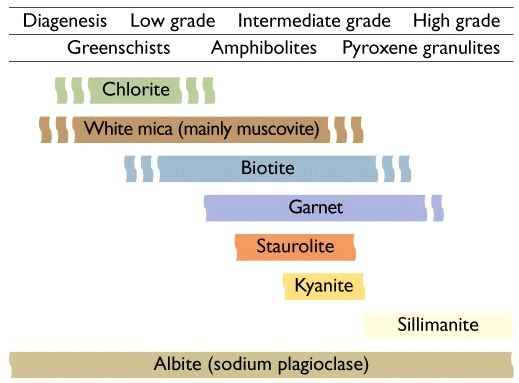 Diagenesis Low grade Intermediate grade High grade
Greenschists Amphibolites Pyroxene granulites
Chlorite
White mica (mainly muscovite)
Biotite
Garnet
Staurolite
Kyanite
Sillimanite
Albite (sodium plagioclase)